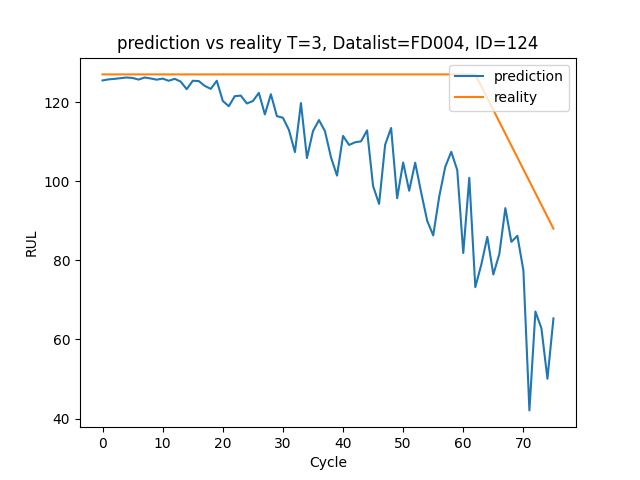 prediction vs reality T=3, Datalist=FD004, ID=124
prediction
reality
120
100
80
60
40
RUL
0 10 20 30 40 50 60 70
Cycle